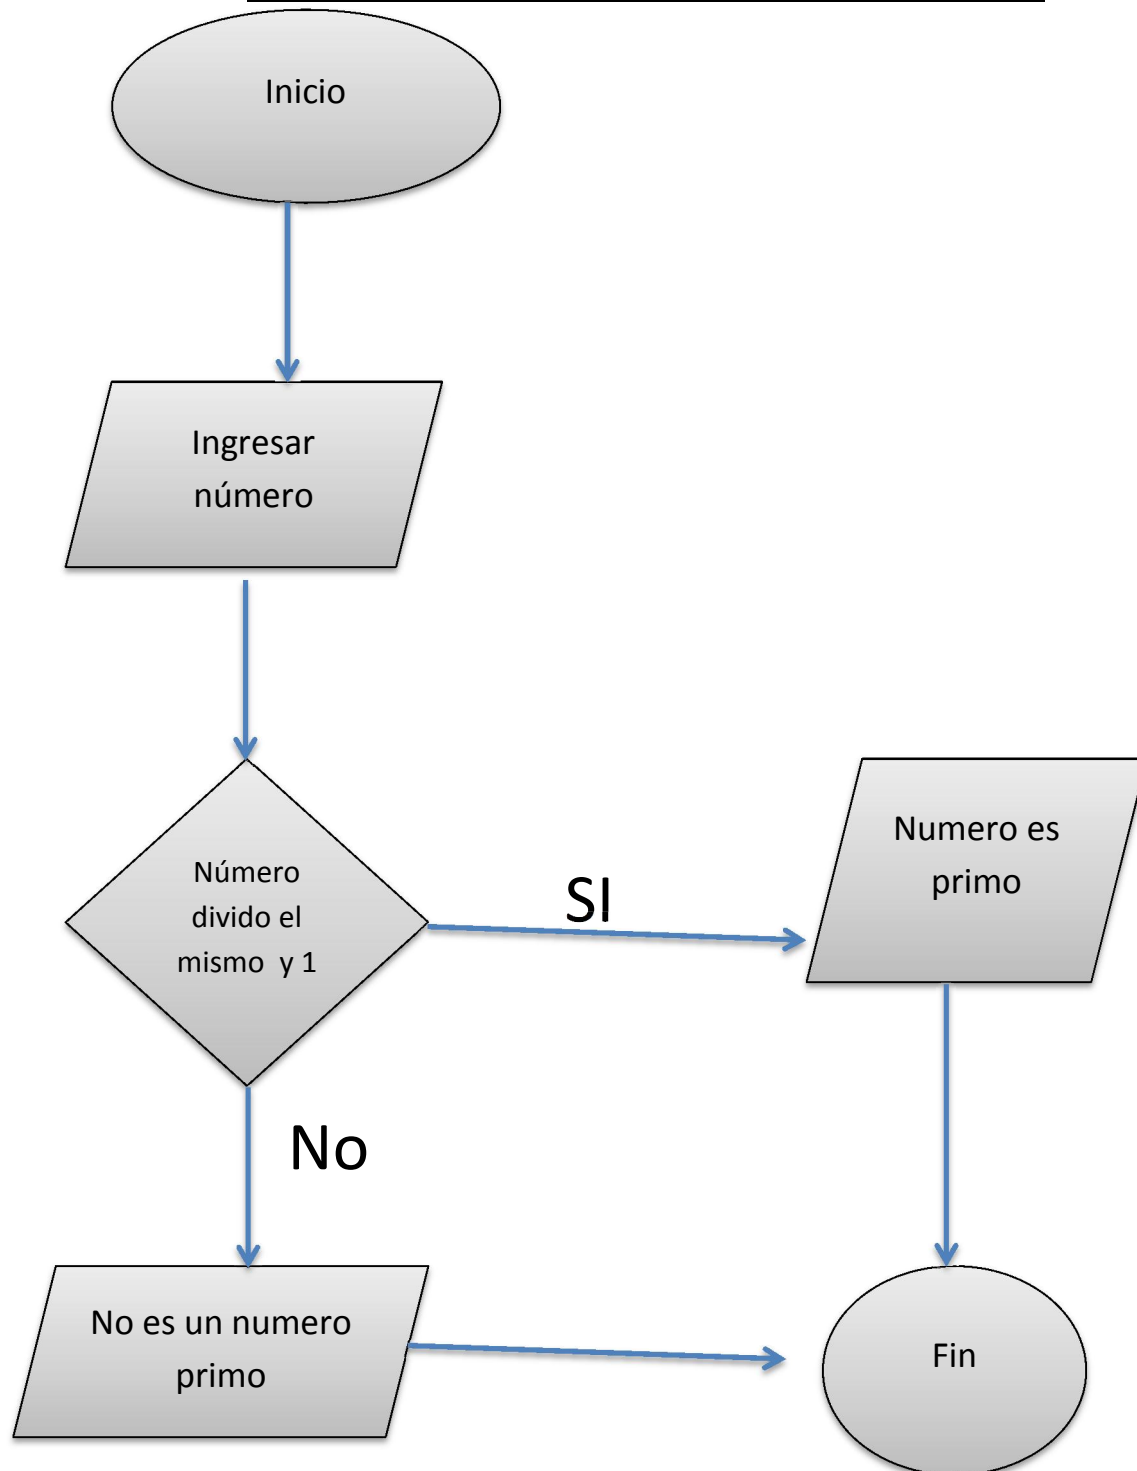 Inicio
Ingresar
número
Número
divido el
mismo y 1
SI
Numero es
primo
No
No es un numero
primo
Fin